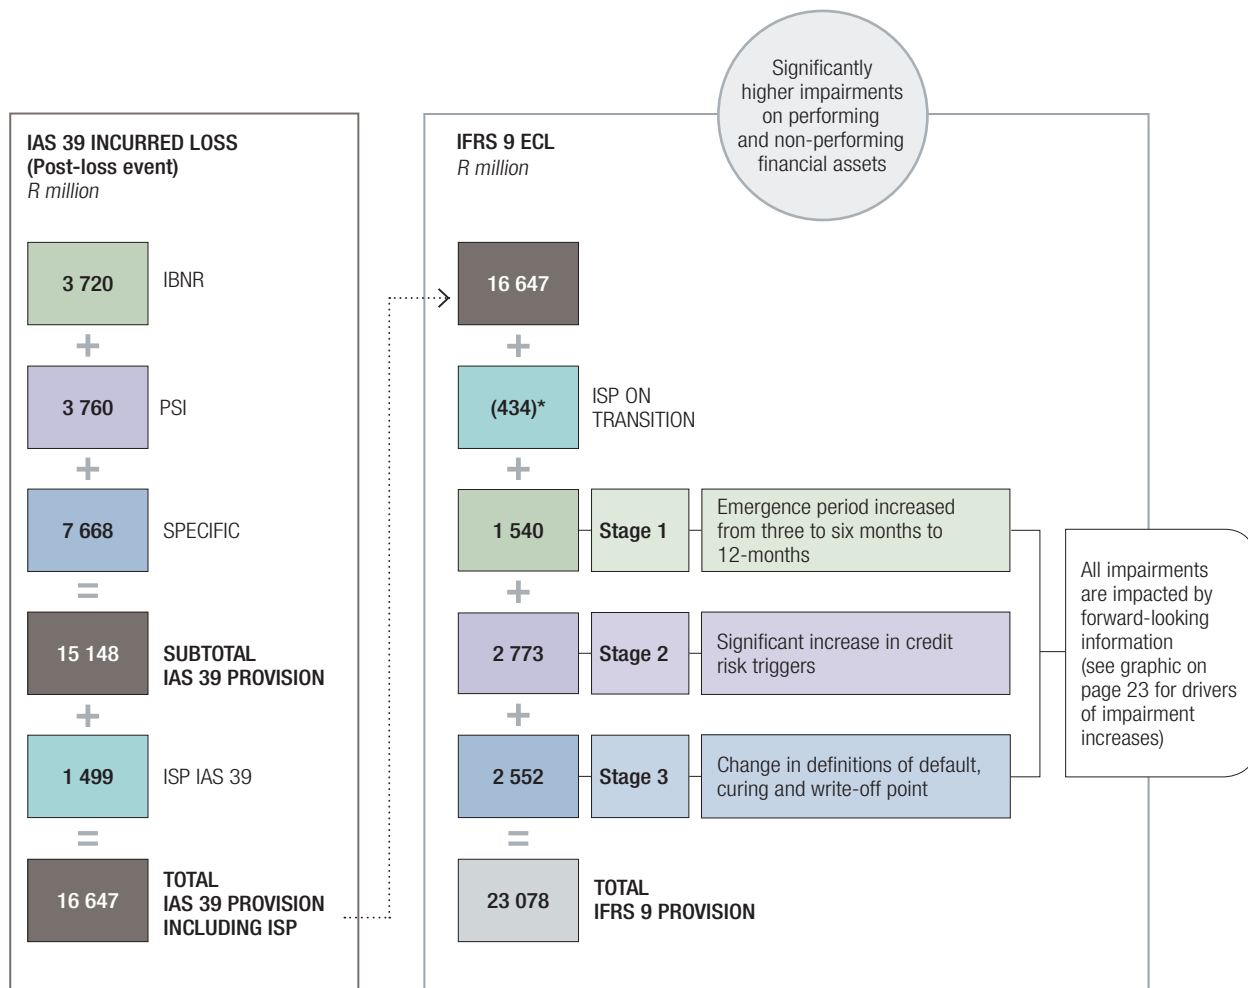 Significantly
higher impairments
on performing
and non-performing
financial assets
IAS 39 INCURRED LOSS
(Post-loss event)
R million
3 720
IBNR
+
3 760
PSI
+
7 668
SPECIFIC
=
15 148
SUBTOTAL
IAS 39 PROVISION
+
1 499
ISP IAS 39
=
16 647
TOTAL
IAS 39 PROVISION
INCLUDING ISP
IFRS 9 ECL
R million
16 647
+
(434)*
ISP ON
TRANSITION
+
1 540
Stage 1
Emergence period increased
from three to six months to
12-months
+
2 773
Stage 2
Significant increase in credit
risk triggers
+
2 552
Stage 3
Change in definitions of default,
curing and write-off point
=
23 078
TOTAL
IFRS 9 PROVISION
All impairments
are impacted by
forward-looking
information
(see graphic on
page 23 for drivers
of impairment
increases)